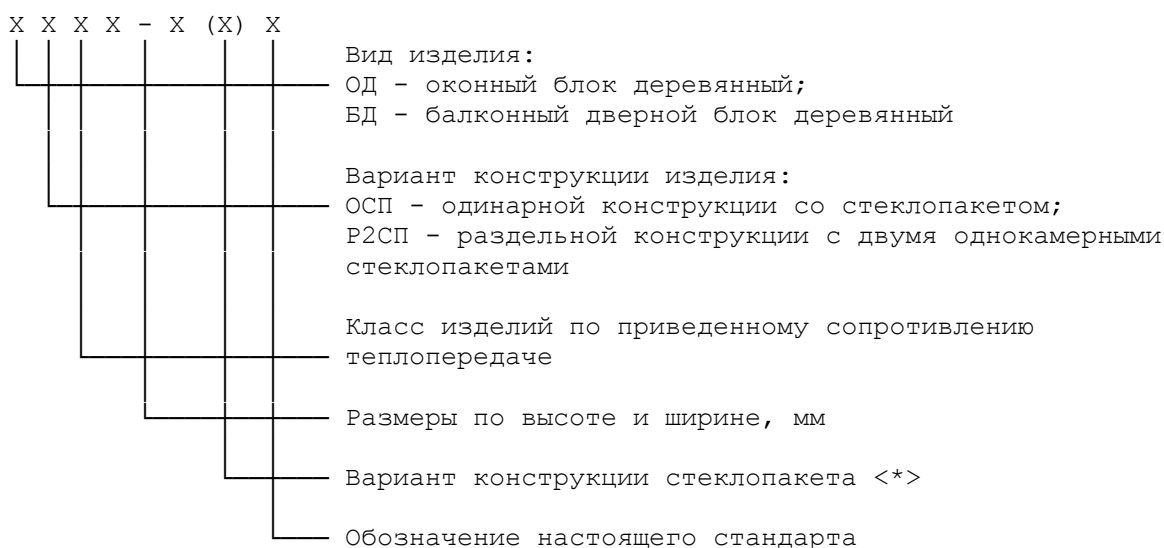 X X X X - X (X) X
Вид изделия:
ОД - оконный блок деревянный;
БД - балконный дверной блок деревянный
Вариант конструкции изделия:
ОСП - одинарной конструкции со стеклопакетом;
Р2СП - раздельной конструкции с двумя однокамерными
стеклопакетами
Класс изделий по приведенному сопротивлению
теплопередаче
Размеры по высоте и ширине, мм
Вариант конструкции стеклопакета <*>
Обозначение настоящего стандарта